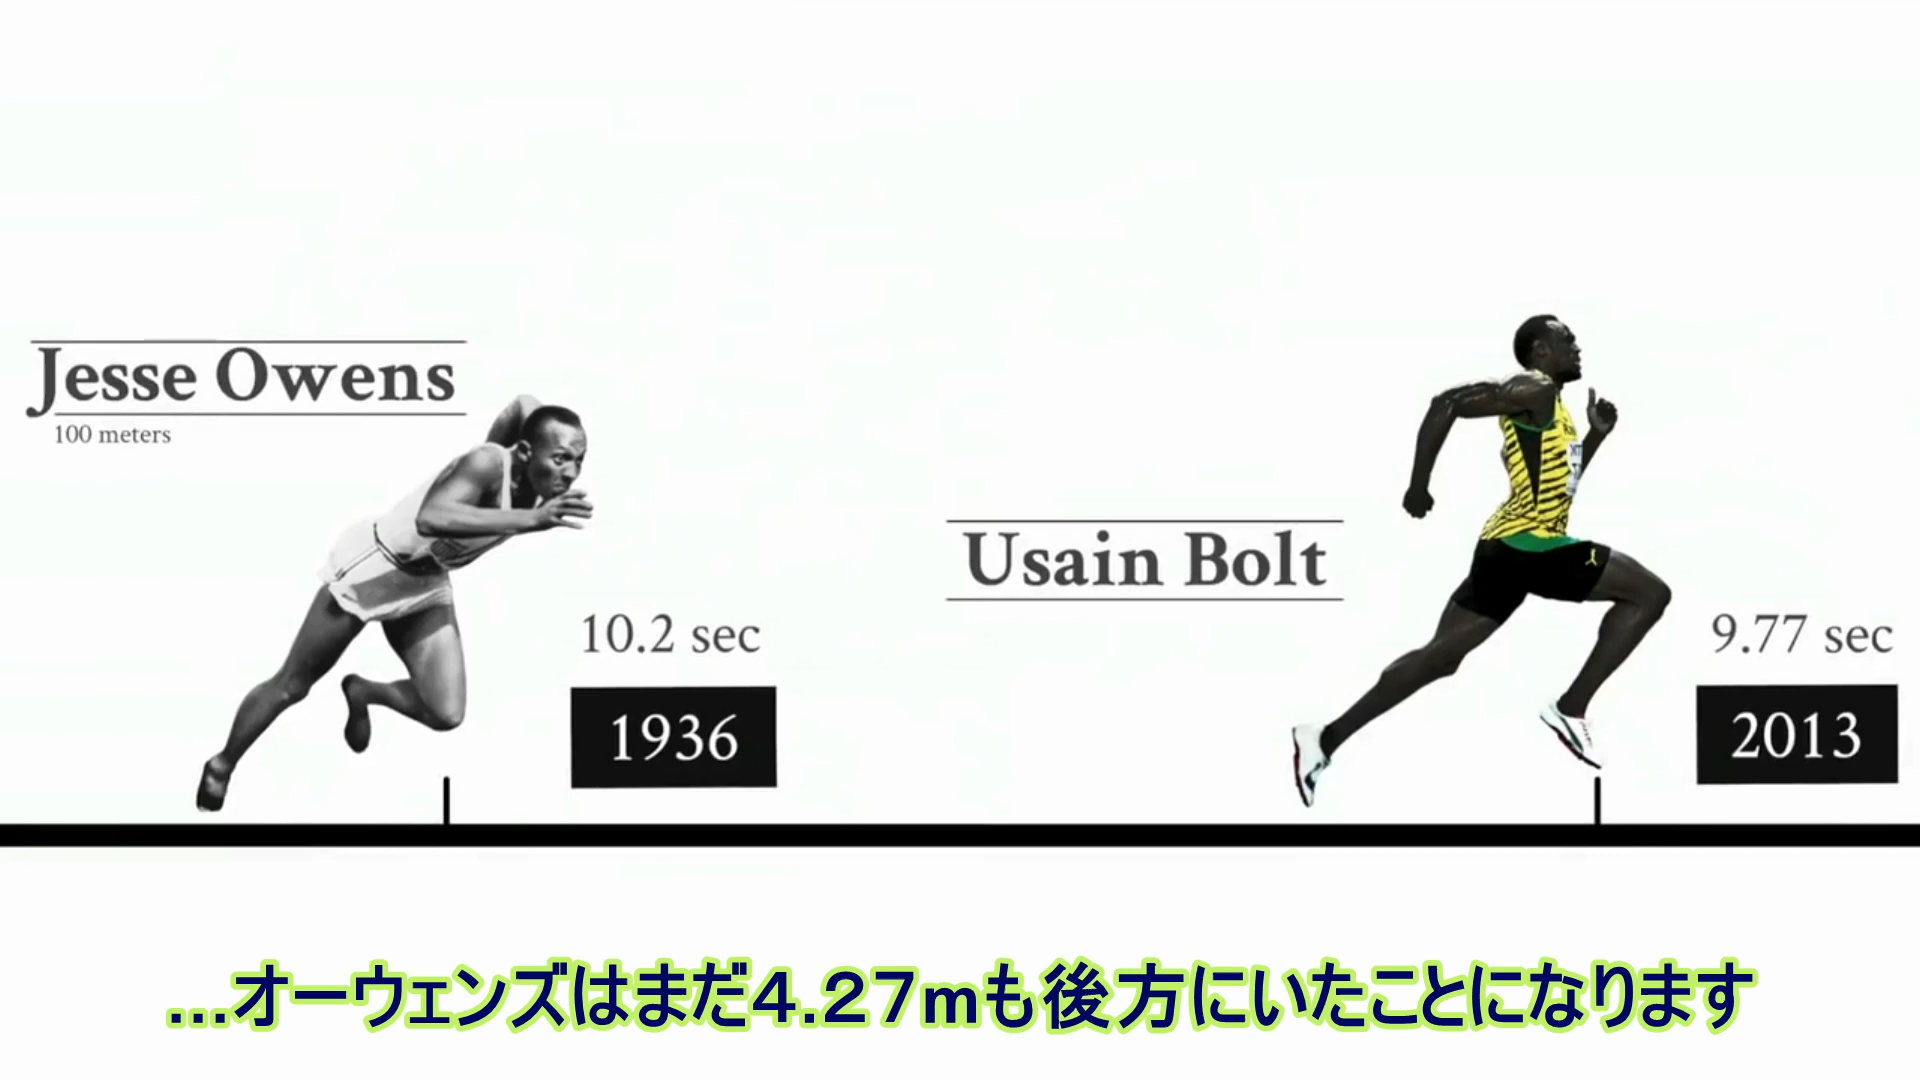 Jesse Owens
100 meters
10.2 sec
1936
Usain Bolt
9.77 sec
2013
…オーウェンズはまだ4.27mも後方にいたことになります